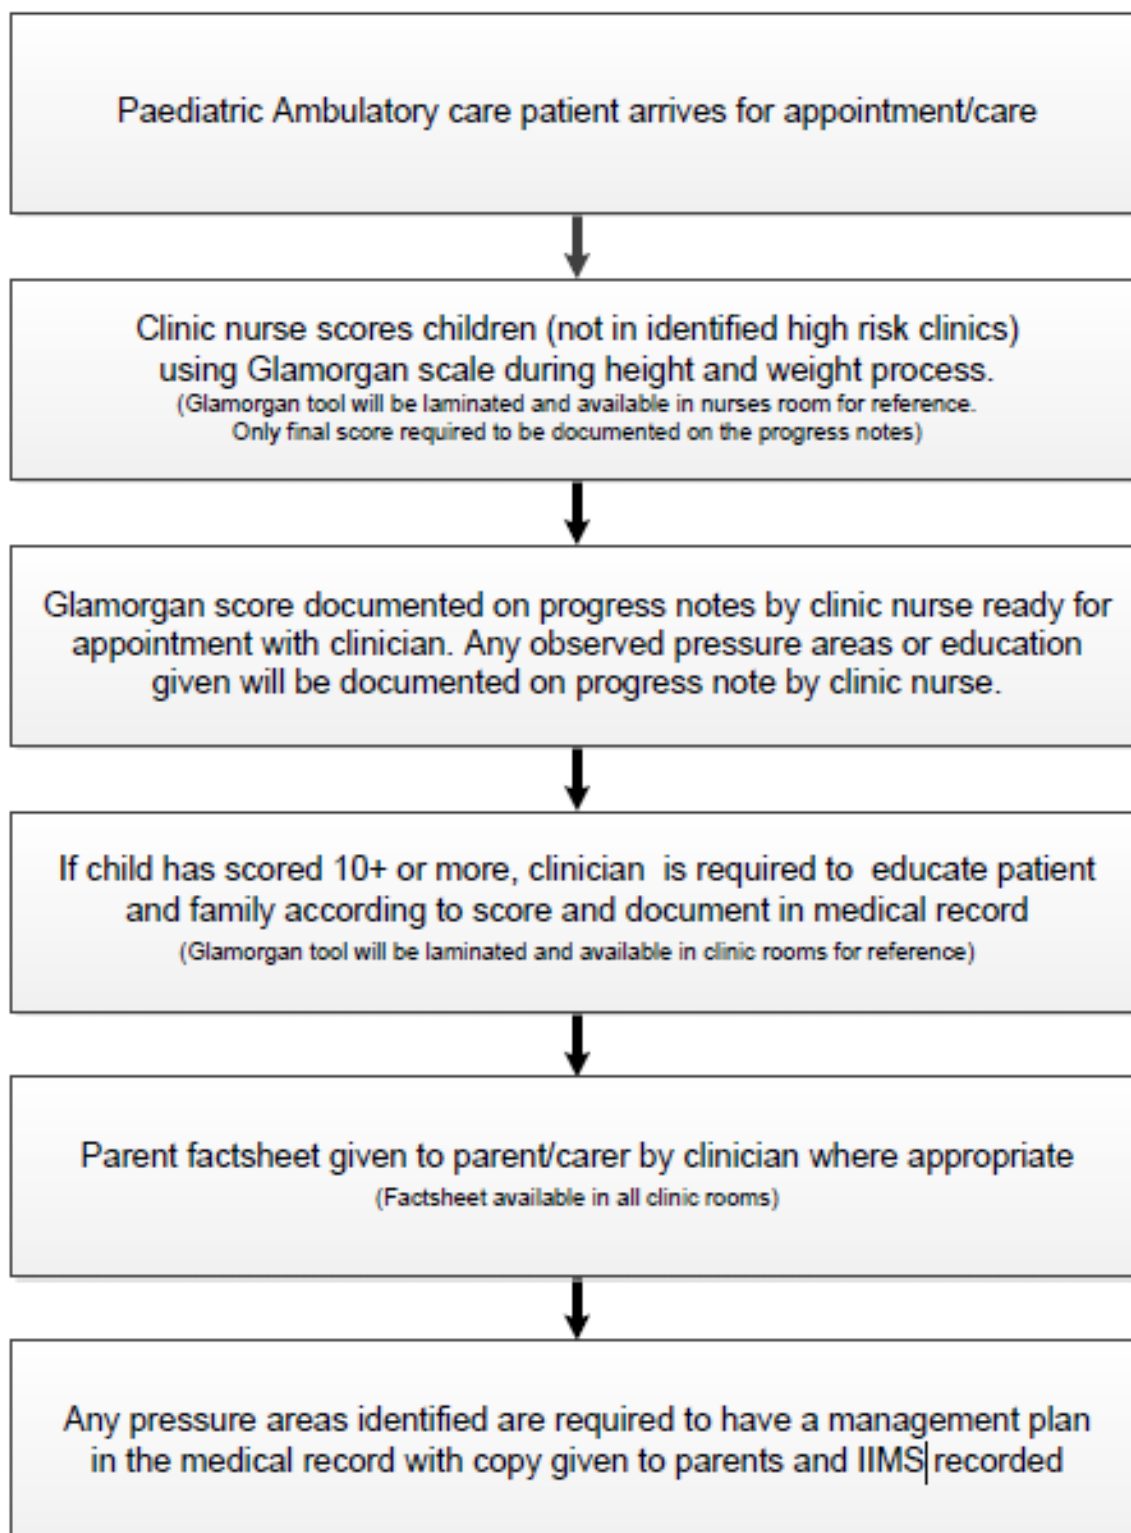 Paediatric Ambulatory care patient arrives for appointment/care
Clinic nurse scores children (not in identified high risk clinics)
using Glamorgan scale during height and weight process.
(Glamorgan tool will be laminated and available in nurses room for reference.
Only final score required to be documented on the progress notes)
Glamorgan score documented on progress notes by clinic nurse ready for
appointment with clinician. Any observed pressure areas or education
given will be documented on progress note by clinic nurse.
If child has scored 10+ or more, clinician is required to educate patient
and family according to score and document in medical record
(Glamorgan tool will be laminated and available in clinic rooms for reference)
Parent factsheet given to parent/carer by clinician where appropriate
(Factsheet available in all clinic rooms)
Any pressure areas identified are required to have a management plan
in the medical record with copy given to parents and IIMS recorded